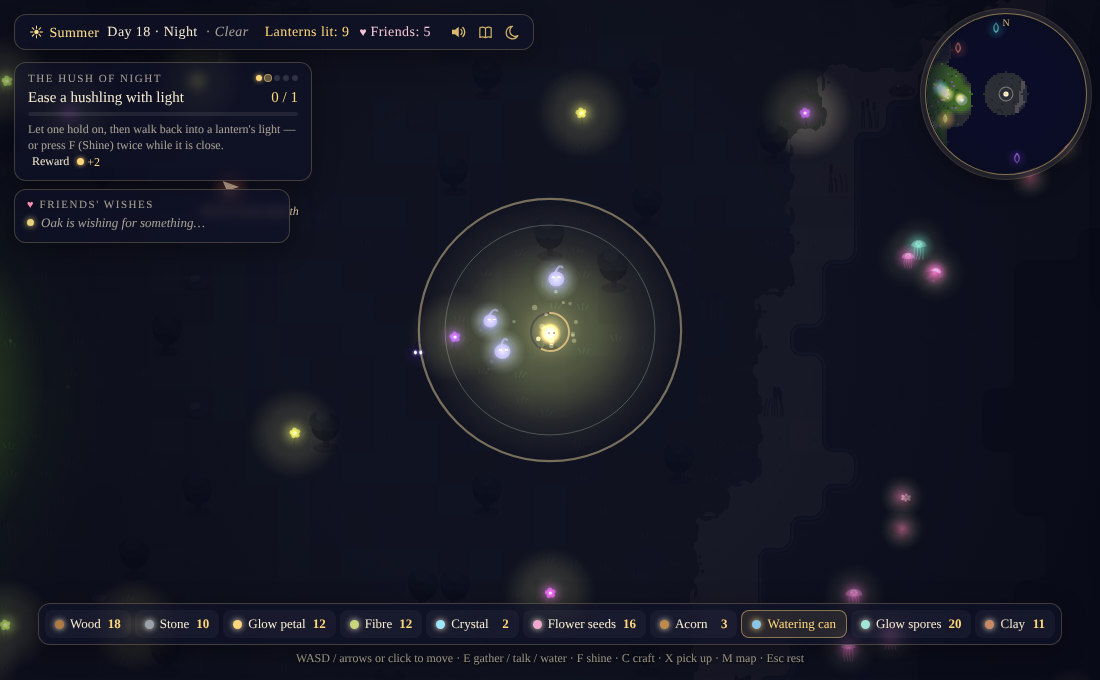 Summer Day 18 · Night · Clear Lanterns lit: 9 ♥ Friends: 5
N
THE HUSH OF NIGHT
Ease a hushling with light 0 / 1
Let one hold on, then walk back into a lantern's light —
or press F (Shine) twice while it is close.
Reward +2
♥ FRIENDS' WISHES
Oak is wishing for something…
Wood 18 Stone 10 Glow petal 12 Fibre 12 Crystal 2 Flower seeds 16 Acorn 3 Watering can Glow spores 20 Clay 11
WASD / arrows or click to move · E gather / talk / water · F shine · C craft · X pick up · M map · Esc rest